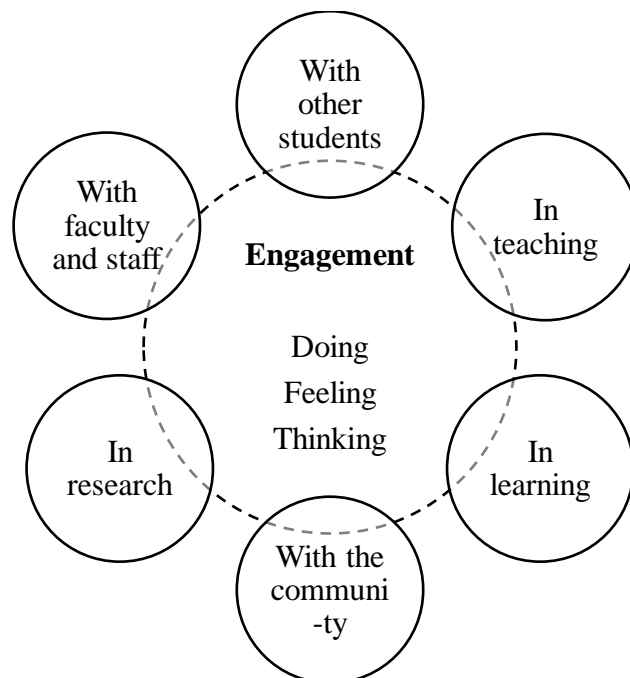 With
other
students
With
faculty
and staff
In
teaching
Engagement
Doing
Feeling
Thinking
In
research
In
learning
With the
communi
-ty